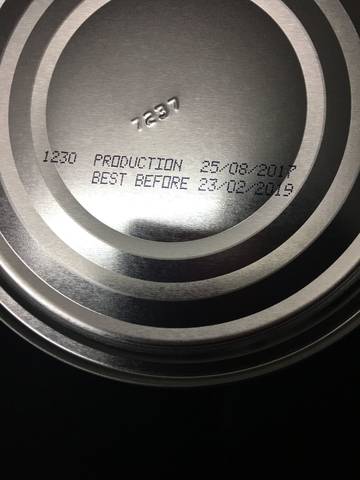 7237
1230 PRODUCTION 25/08/2017
BEST BEFORE 23/02/2019